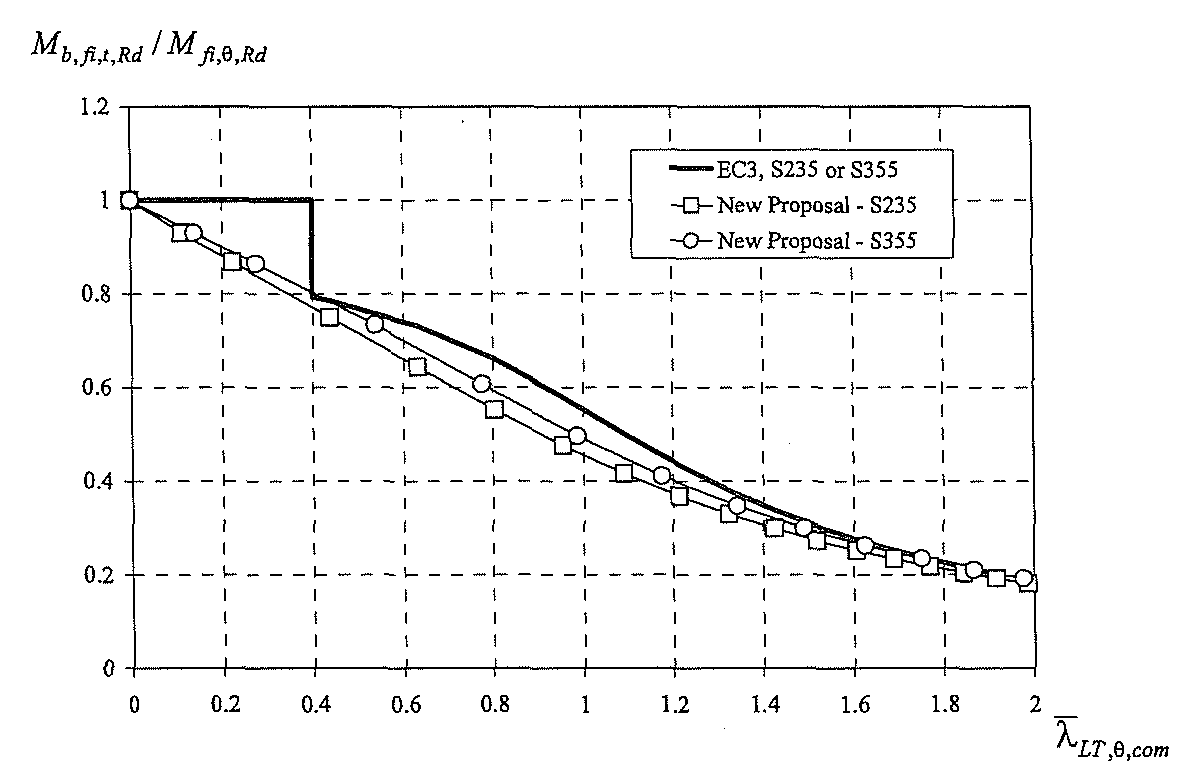 M b,fi,t,Rd / M fi,θ,Rd
1.2
1
0.8
0.6
0.4
0.2
0
EC3, S235 or S355
New Proposal - S235
New Proposal - S355
0 0.2 0.4 0.6 0.8 1 1.2 1.4 1.6 1.8 2
λ̄ LT,θ,com